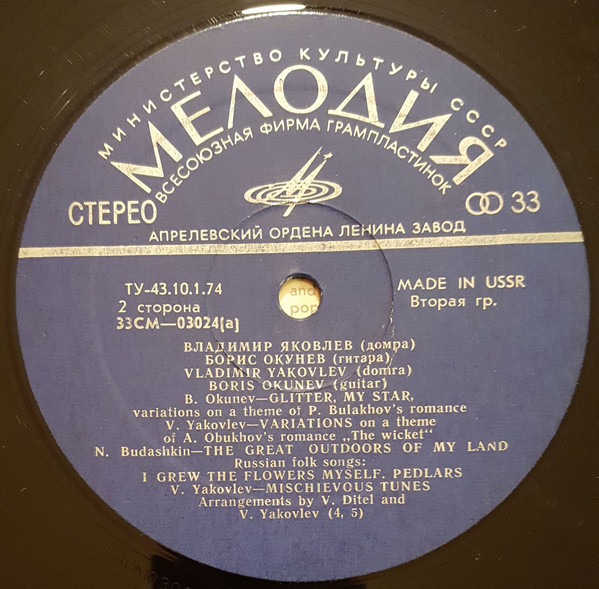 МИНИСТЕРСТВО КУЛЬТУРЫ СССР
МЕЛОДИЯ
ВСЕСОЮЗНАЯ ФИРМА ГРАМПЛАСТИНОК
СТЕРЕО
33
АПРЕЛЕВСКИЙ ОРДЕНА ЛЕНИНА ЗАВОД
ТУ-43.10.1.74
and
MADE IN USSR
2 сторона
pop
Вторая гр.
33СМ—03024(а)
ВЛАДИМИР ЯКОВЛЕВ (домра)
БОРИС ОКУНЕВ (гитара)
VLADIMIR YAKOVLEV (domra)
BORIS OKUNEV (guitar)
B. Okunev—GLITTER, MY STAR,
variations on a theme of P. Bulakhov's romance
V. Yakovlev—VARIATIONS on a theme
of A. Obukhov's romance „The wicket“
N. Budashkin—THE GREAT OUTDOORS OF MY LAND
Russian folk songs:
I GREW THE FLOWERS MYSELF. PEDLARS
V. Yakovlev—MISCHIEVOUS TUNES
Arrangements by V. Ditel and
V. Yakovlev (4, 5)